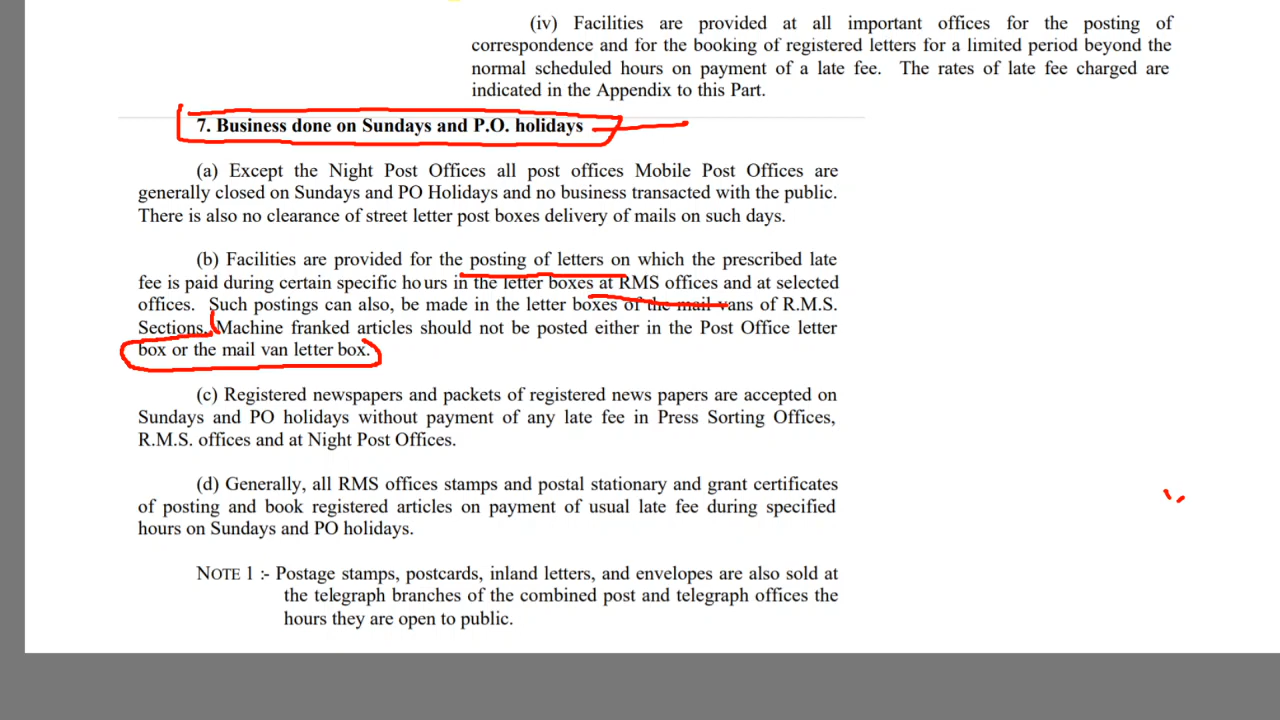 (iv) Facilities are provided at all important offices for the posting of
correspondence and for the booking of registered letters for a limited period beyond the
normal scheduled hours on payment of a late fee. The rates of late fee charged are
indicated in the Appendix to this Part.
7. Business done on Sundays and P.O. holidays
(a) Except the Night Post Offices all post offices Mobile Post Offices are
generally closed on Sundays and PO Holidays and no business transacted with the public.
There is also no clearance of street letter post boxes delivery of mails on such days.
(b) Facilities are provided for the posting of letters on which the prescribed late
fee is paid during certain specific hours in the letter boxes at RMS offices and at selected
offices. Such postings can also, be made in the letter boxes of the mail vans of R.M.S.
Sections. Machine franked articles should not be posted either in the Post Office letter
box or the mail van letter box.
(c) Registered newspapers and packets of registered news papers are accepted on
Sundays and PO holidays without payment of any late fee in Press Sorting Offices,
R.M.S. offices and at Night Post Offices.
(d) Generally, all RMS offices stamps and postal stationary and grant certificates
of posting and book registered articles on payment of usual late fee during specified
hours on Sundays and PO holidays.
NOTE 1 :- Postage stamps, postcards, inland letters, and envelopes are also sold at
the telegraph branches of the combined post and telegraph offices the
hours they are open to public.